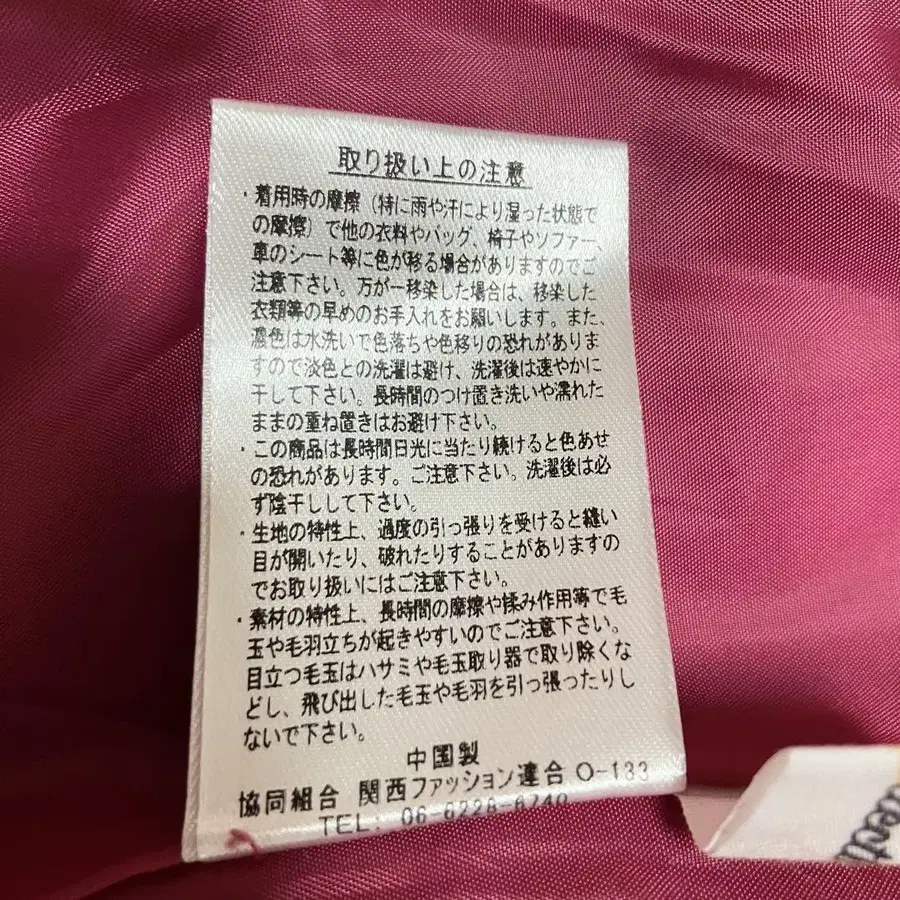 取り扱い上の注意
・着用時の摩擦（特に雨や汗により湿った状態で
の摩擦）で他の衣料やバッグ、椅子やソファー、
車のシート等に色が移る場合がありますのでご
注意下さい。万が一移染した場合は、移染した
衣類等の早めのお手入れをお願いします。また、
濃色は水洗いで色落ちや色移りの恐れがありま
すので淡色との洗濯は避け、洗濯後は速やかに
干して下さい。長時間のつけ置き洗いや濡れた
ままの重ね置きはお避け下さい。
・この商品は長時間日光に当たり続けると色あせ
の恐れがあります。ご注意下さい。洗濯後は必
ず陰干しして下さい。
・生地の特性上、過度の引っ張りを受けると縫い
目が開いたり、破れたりすることがありますの
でお取り扱いにはご注意下さい。
・素材の特性上、長時間の摩擦や揉み作用等で毛
玉や毛羽立ちが起きやすいのでご注意下さい。
目立つ毛玉はハサミや毛玉取り器で取り除くな
どし、飛び出した毛玉や毛羽を引っ張ったりし
ないで下さい。
中国製
協同組合 関西ファッション連合 O-133
TEL. 06-6228-6740